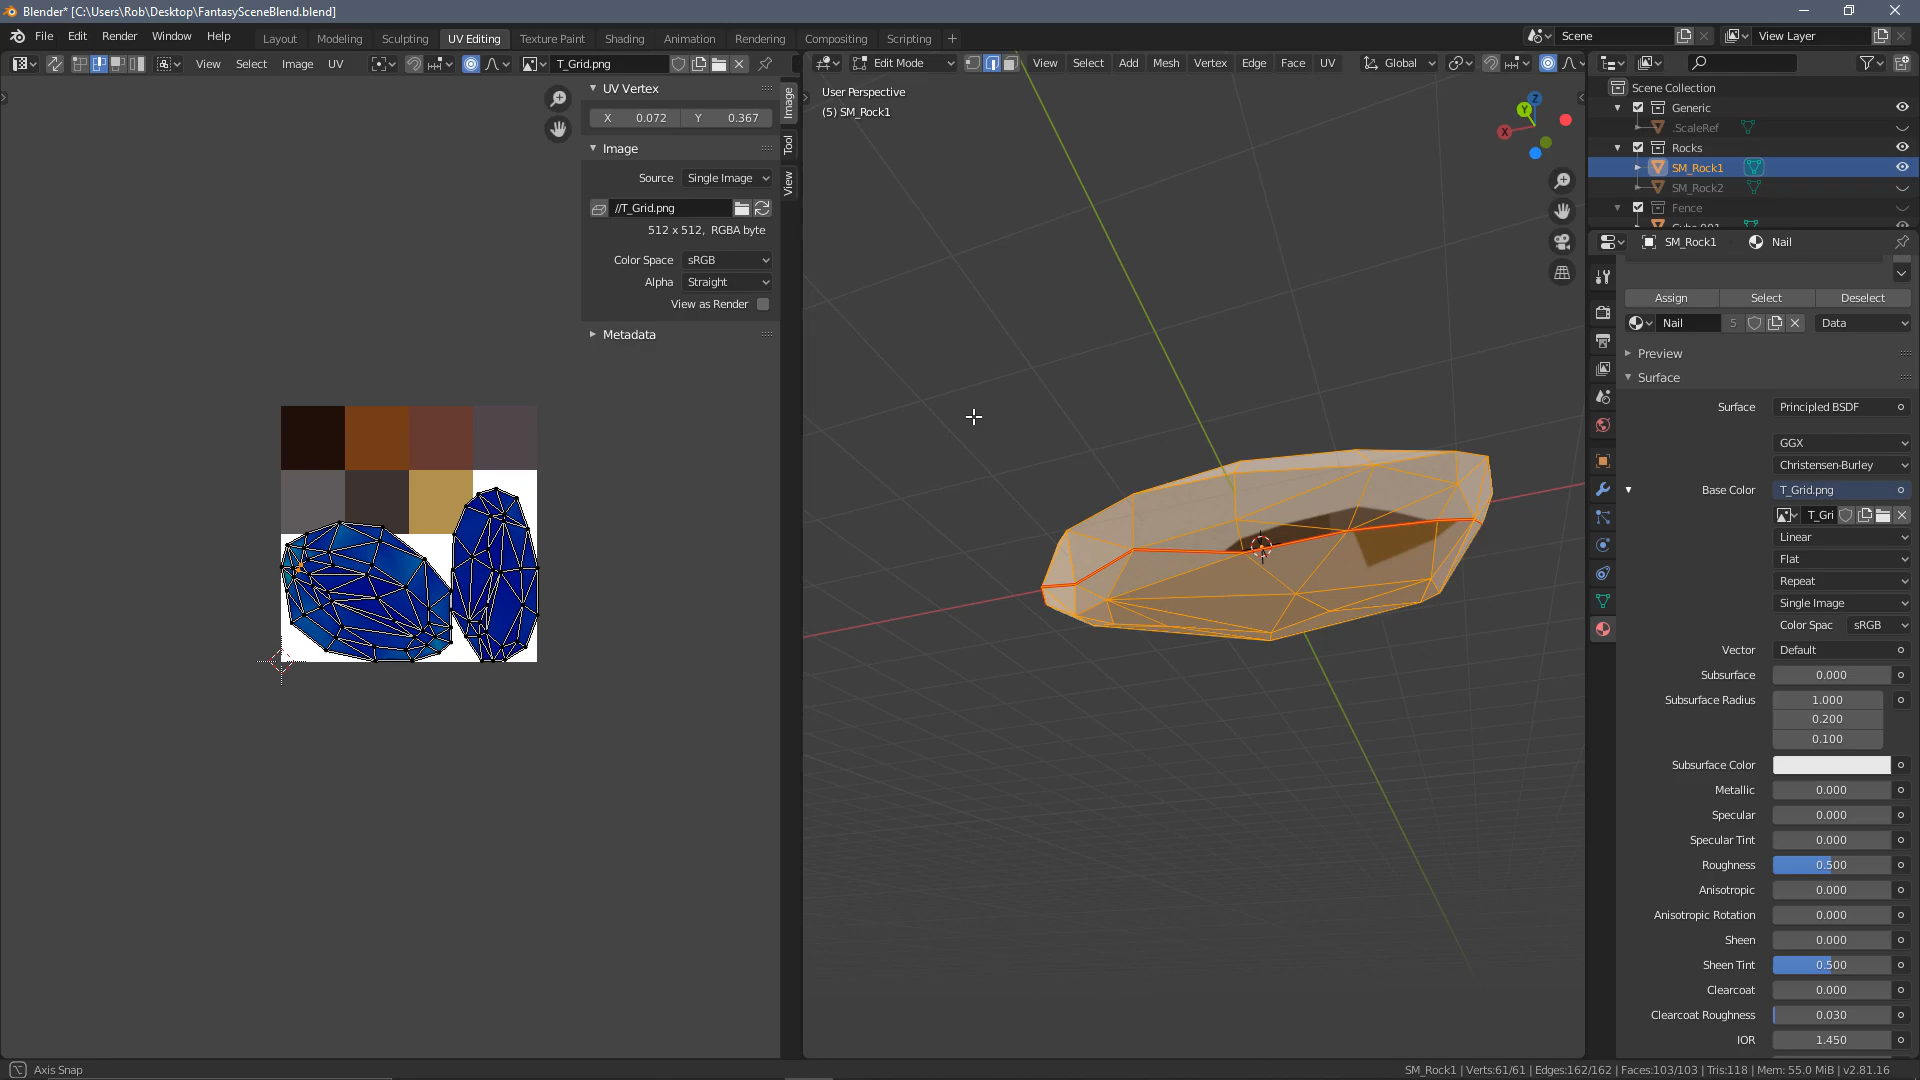 Blender* [C:\Users\Rob\Desktop\FantasySceneBlend.blend]
File Edit Render Window Help Layout Modeling Sculpting UV Editing Texture Paint Shading Animation Rendering Compositing Scripting + Scene View Layer
View Select Image UV T_Grid.png
Edit Mode View Select Add Mesh Vertex Edge Face UV Global
UV Vertex
X 0.072 Y 0.367
Image
Source Single Image
//T_Grid.png
512 x 512, RGBA byte
Color Space sRGB
Alpha Straight
View as Render
Metadata
Image
Tool
View
User Perspective
(5) SM_Rock1
Z
Y
X
Scene Collection
Generic
.ScaleRef
Rocks
SM_Rock1
SM_Rock2
Fence
Cube.001
SM_Rock1 Nail
Assign Select Deselect
Nail 5 Data
Preview
Surface
Surface Principled BSDF
GGX
Christensen-Burley
Base Color T_Grid.png
T_Gri
Linear
Flat
Repeat
Single Image
Color Spac sRGB
Vector Default
Subsurface 0.000
Subsurface Radius 1.000
0.200
0.100
Subsurface Color
Metallic 0.000
Specular 0.000
Specular Tint 0.000
Roughness 0.500
Anisotropic 0.000
Anisotropic Rotation 0.000
Sheen 0.000
Sheen Tint 0.500
Clearcoat 0.000
Clearcoat Roughness 0.030
IOR 1.450
Axis Snap
SM_Rock1 | Verts:61/61 | Edges:162/162 | Faces:103/103 | Tris:118 | Mem: 55.0 MiB | v2.81.16